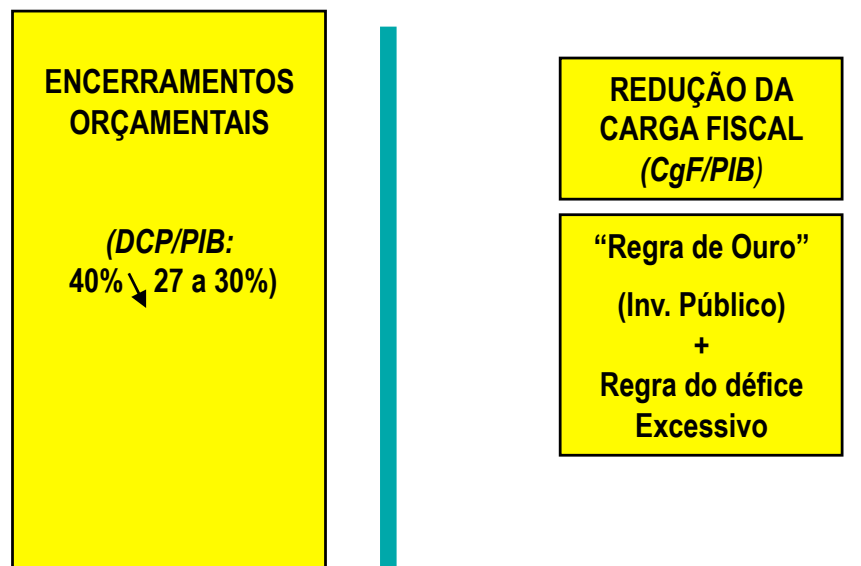 ENCERRAMENTOS
ORÇAMENTAIS
(DCP/PIB:
40% 27 a 30%)
REDUÇÃO DA
CARGA FISCAL
(CgF/PIB)
“Regra de Ouro”
(Inv. Público)
+
Regra do défice
Excessivo